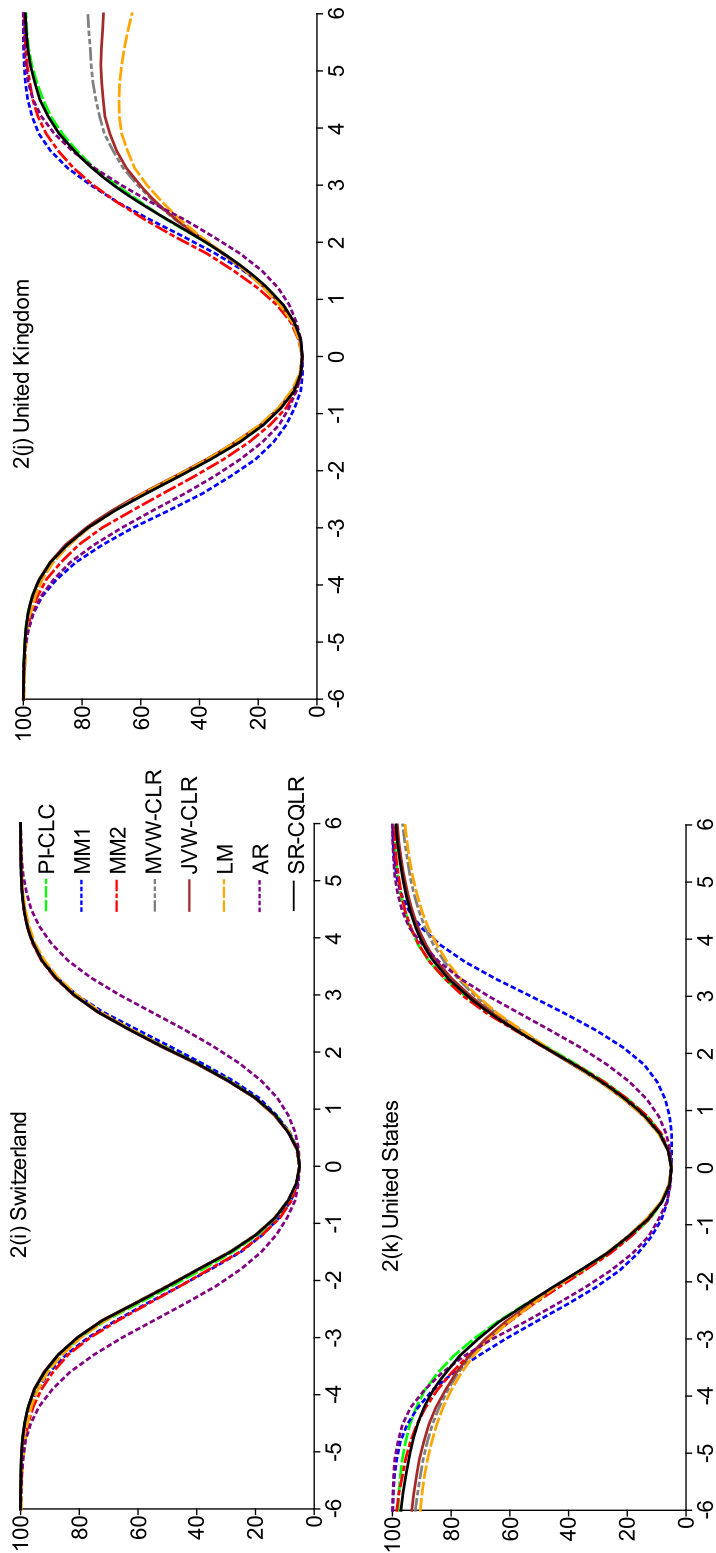 2(i) Switzerland
100
80
60
40
20
0
-6 -5 -4 -3 -2 -1 0 1 2 3 4 5 6
PI-CLC
MM1
MM2
MVW-CLR
JVW-CLR
LM
AR
SR-CQLR
2(j) United Kingdom
100
80
60
40
20
0
-6 -5 -4 -3 -2 -1 0 1 2 3 4 5 6
2(k) United States
100
80
60
40
20
0
-6 -5 -4 -3 -2 -1 0 1 2 3 4 5 6